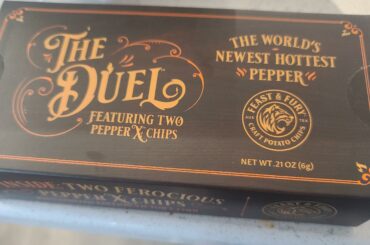 THE
DUEL
FEATURING TWO
PEPPER X CHIPS
THE WORLD'S
NEWEST HOTTEST
PEPPER
FEAST & FURY
CRAFT POTATO CHIPS
NET WT .21 OZ (6g)
INSIDE: TWO FEROCIOUS
PEPPER X CHIPS